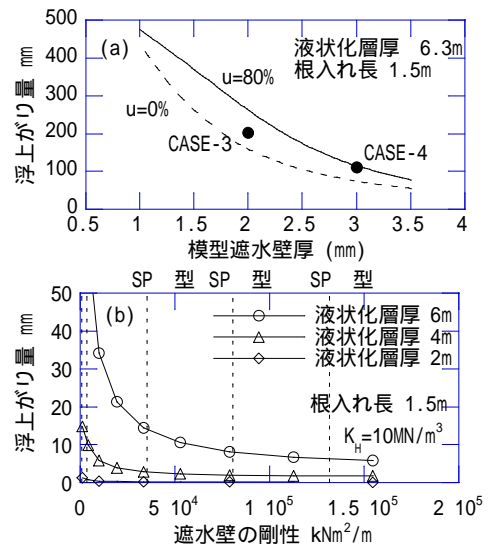 500
400
300
200
100
0
浮上がり量 mm
(a)
u=80%
u=0%
液状化層厚 6.3m
根入れ長 1.5m
CASE-3
CASE-4
0.5 1 1.5 2 2.5 3 3.5 4
模型遮水壁厚 (mm)
SP 型 SP 型 SP 型
50
40
30
20
10
0
浮上がり量 mm
(b)
液状化層厚 6m
液状化層厚 4m
液状化層厚 2m
根入れ長 1.5m
K_H=10MN/m³
0 5 10⁴ 1 10⁵ 1 10⁵ 2 10⁵
遮水壁の剛性 kNm²/m